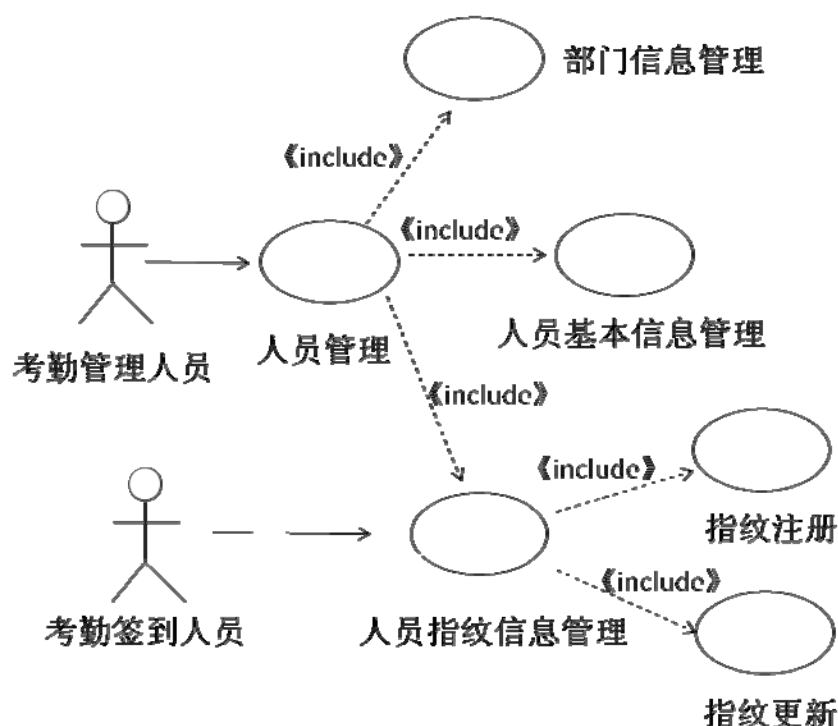 部门信息管理
《include》
《include》
人员基本信息管理
人员管理
考勤管理人员
《include》
《include》
指纹注册
《include》
考勤签到人员
人员指纹信息管理
指纹更新